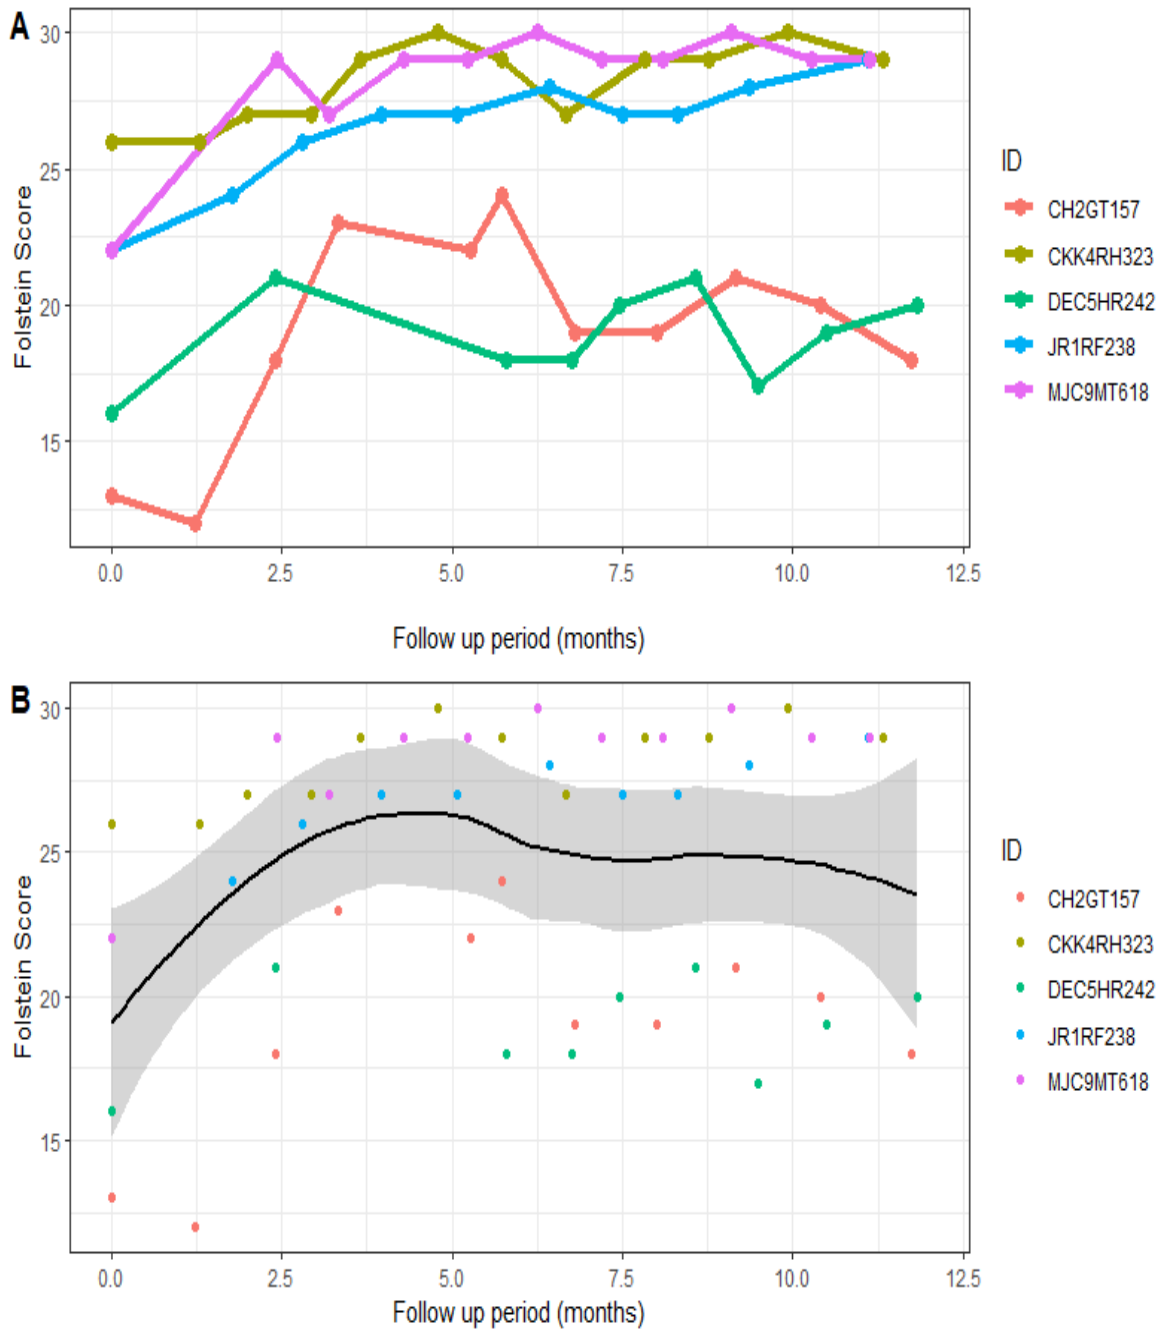 A
Folstein Score
30
25
20
15
0.0 2.5 5.0 7.5 10.0 12.5
Follow up period (months)
ID
CH2GT157
CKK4RH323
DEC5HR242
JR1RF238
MJC9MT618
B
Folstein Score
30
25
20
15
0.0 2.5 5.0 7.5 10.0 12.5
Follow up period (months)
ID
CH2GT157
CKK4RH323
DEC5HR242
JR1RF238
MJC9MT618